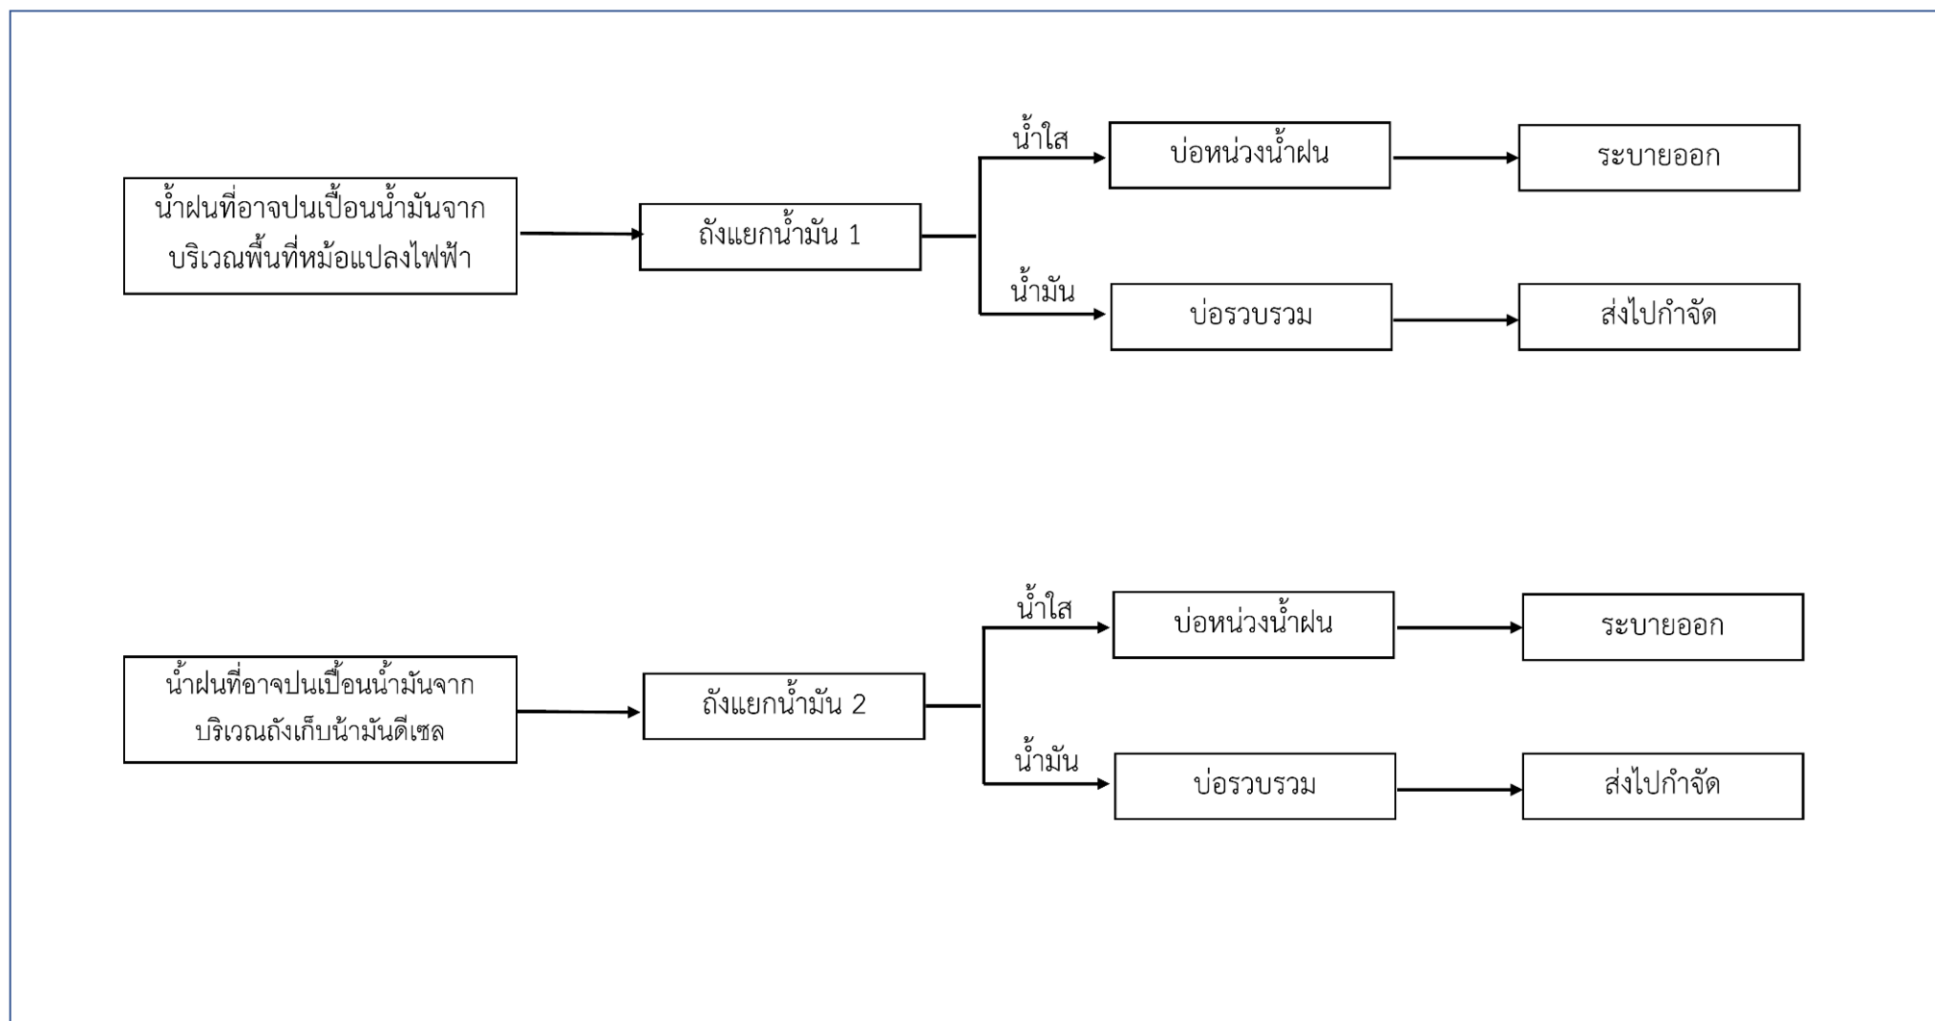 น้ำฝนที่อาจปนเปื้อนน้ำมันจาก
บริเวณพื้นที่หม้อแปลงไฟฟ้า
ถังแยกน้ำมัน 1
น้ำใส
บ่อหน่วงน้ำฝน
ระบายออก
น้ำมัน
บ่อรวบรวม
ส่งไปกำจัด
น้ำฝนที่อาจปนเปื้อนน้ำมันจาก
บริเวณถังเก็บน้ำมันดีเซล
ถังแยกน้ำมัน 2
น้ำใส
บ่อหน่วงน้ำฝน
ระบายออก
น้ำมัน
บ่อรวบรวม
ส่งไปกำจัด